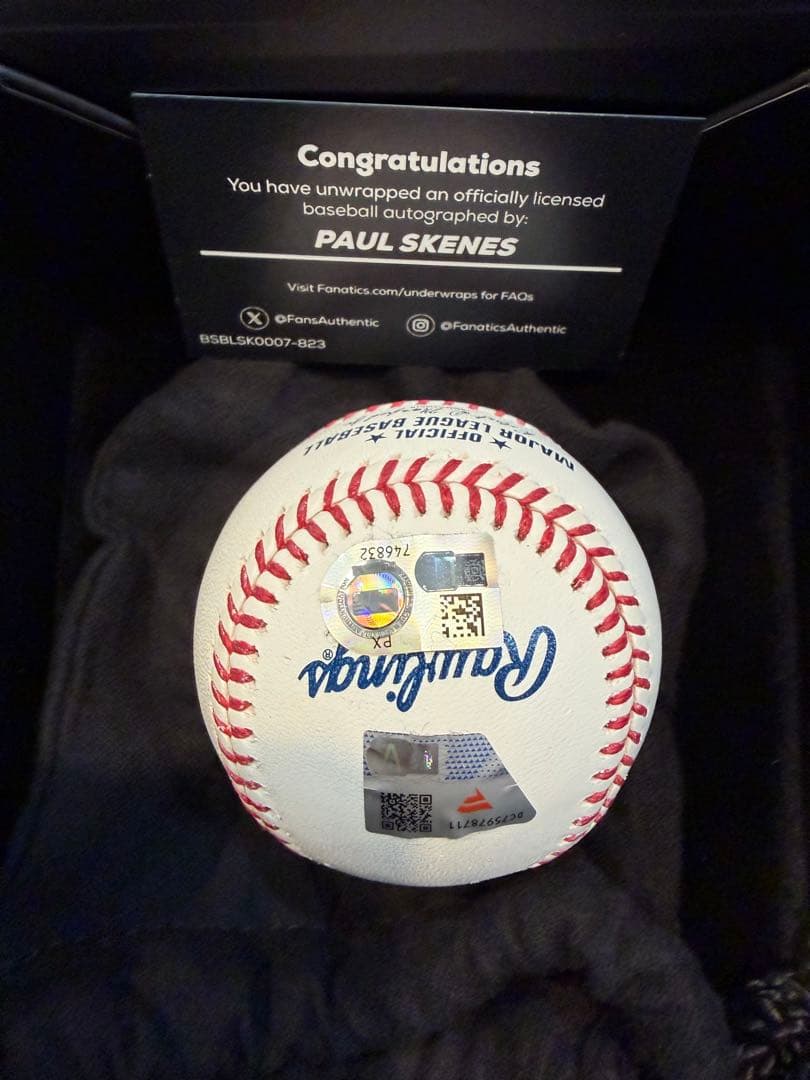 Congratulations
You have unwrapped an officially licensed
baseball autographed by:
PAUL SKENES
Visit Fanatics.com/underwraps for FAQs
@FansAuthentic @FanaticsAuthentic
BSBLSK0007-823
OFFICIAL
MAJOR LEAGUE BASEBALL
746832
PX
Rawlings®
A
DC75978711